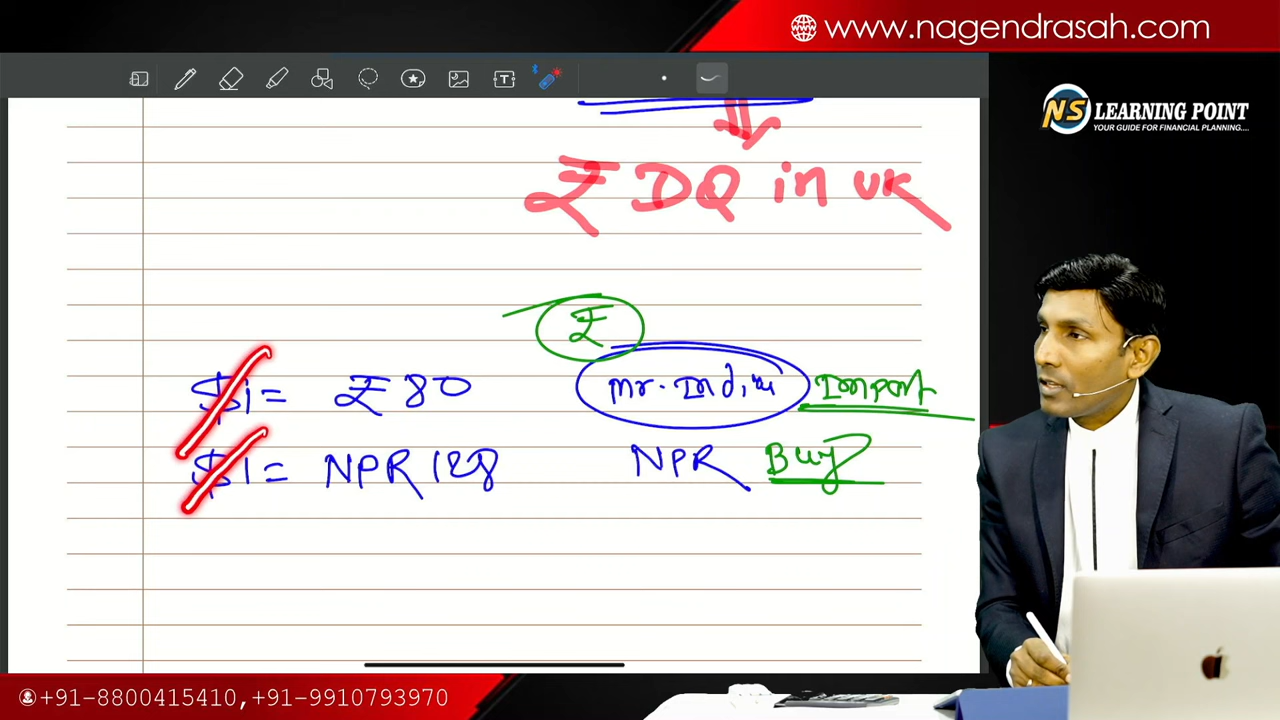 www.nagendrasah.com
NS LEARNING POINT
YOUR GUIDE FOR FINANCIAL PLANNING....
T
₹ DQ in UK
₹
$1 = ₹ 80 Mr. India Import
$1 = NPR 128 NPR Buy
+91-8800415410,+91-9910793970